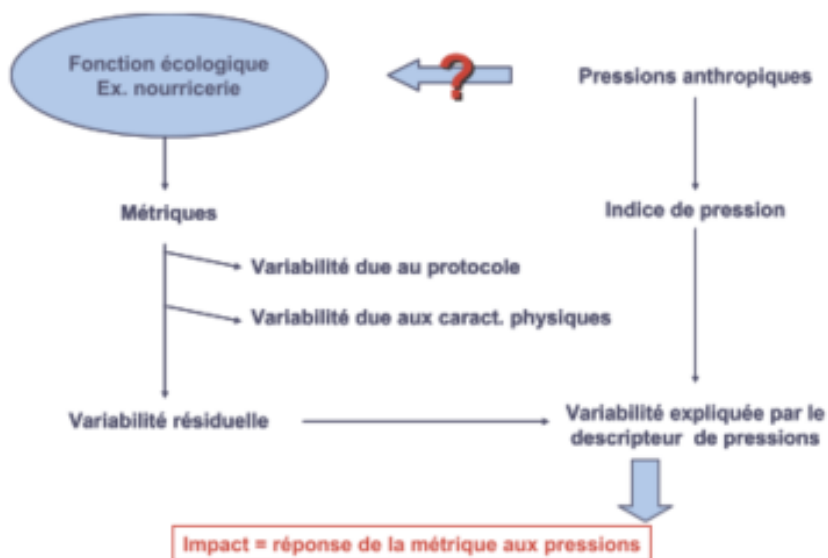 Fonction écologique
Ex. nourricerie
?
Pressions anthropiques
Métriques
Indice de pression
Variabilité due au protocole
Variabilité due aux caract. physiques
Variabilité résiduelle
Variabilité expliquée par le
descripteur de pressions
Impact = réponse de la métrique aux pressions